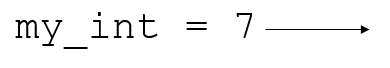 my_int = 7